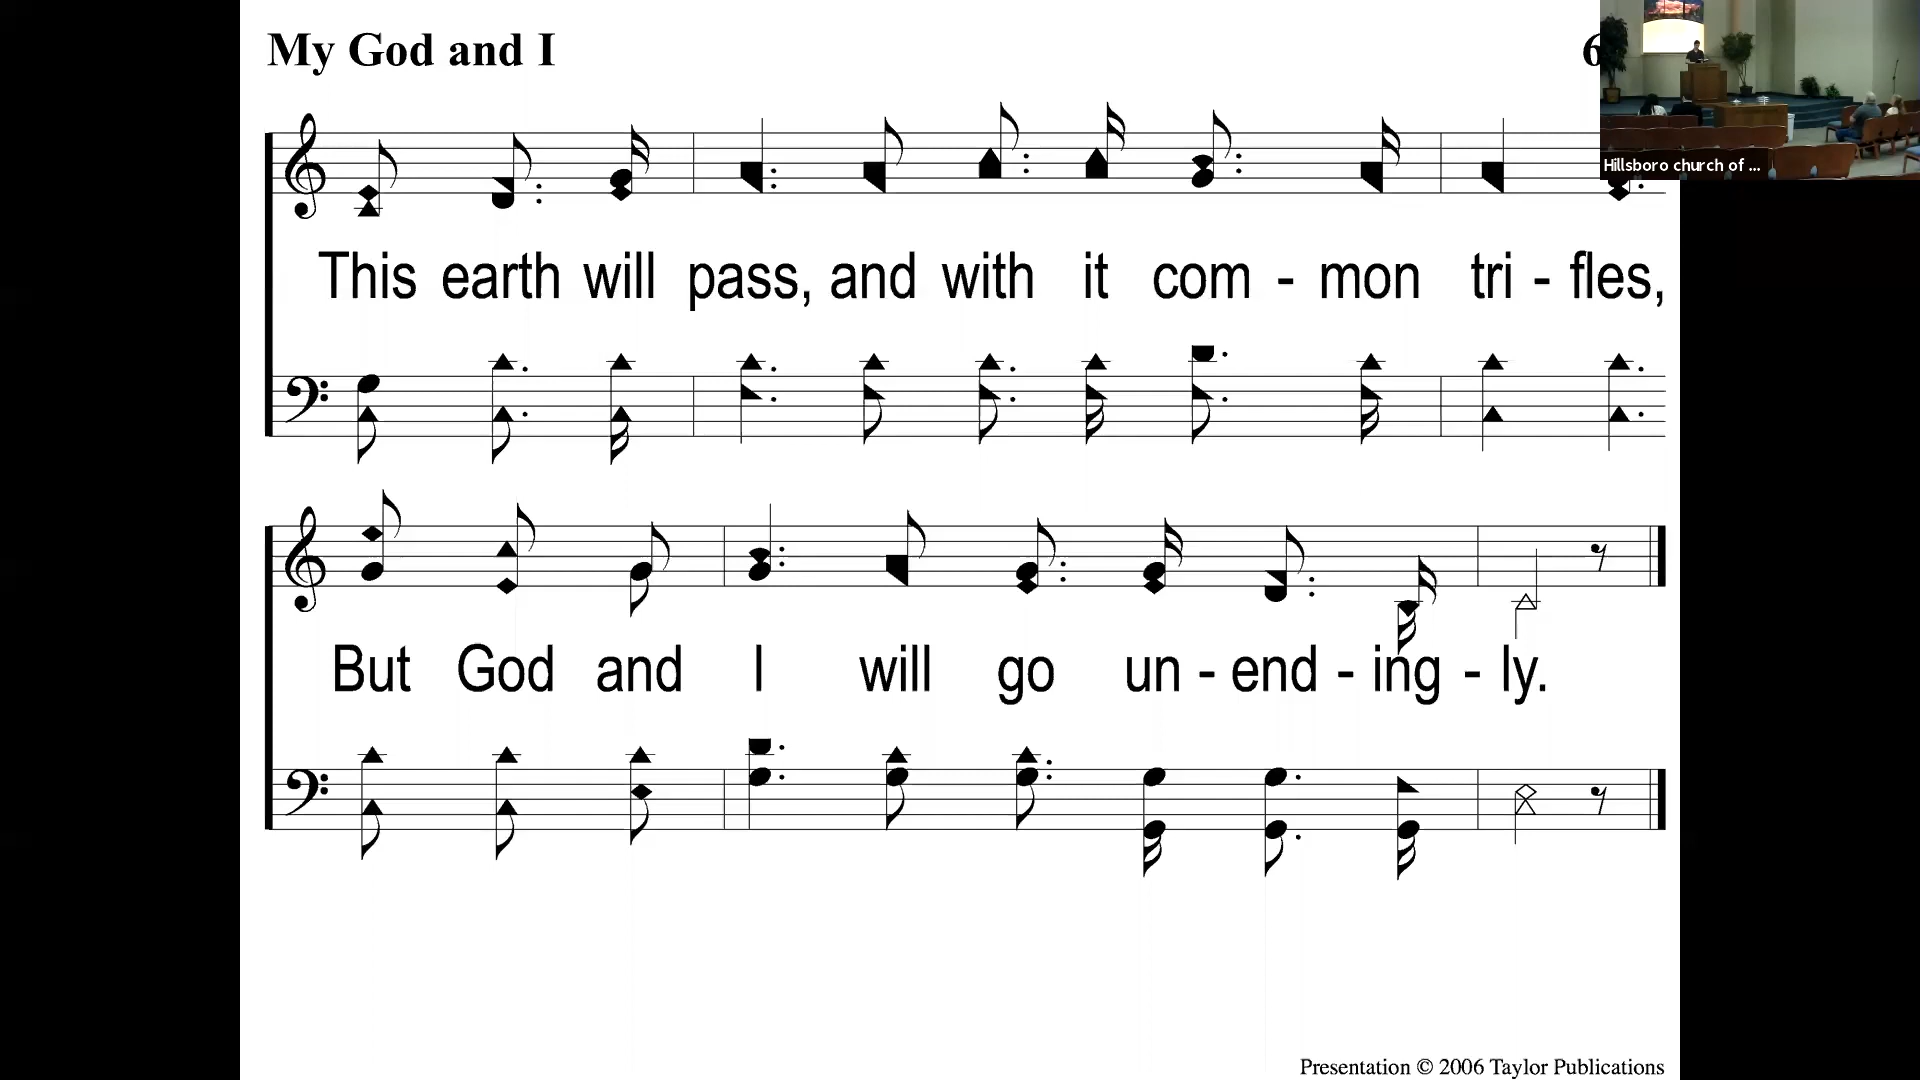 My God and I
6
Hillsboro church of ...
This earth will pass, and with it com - mon tri - fles,
But God and I will go un - end - ing - ly.
Presentation © 2006 Taylor Publications